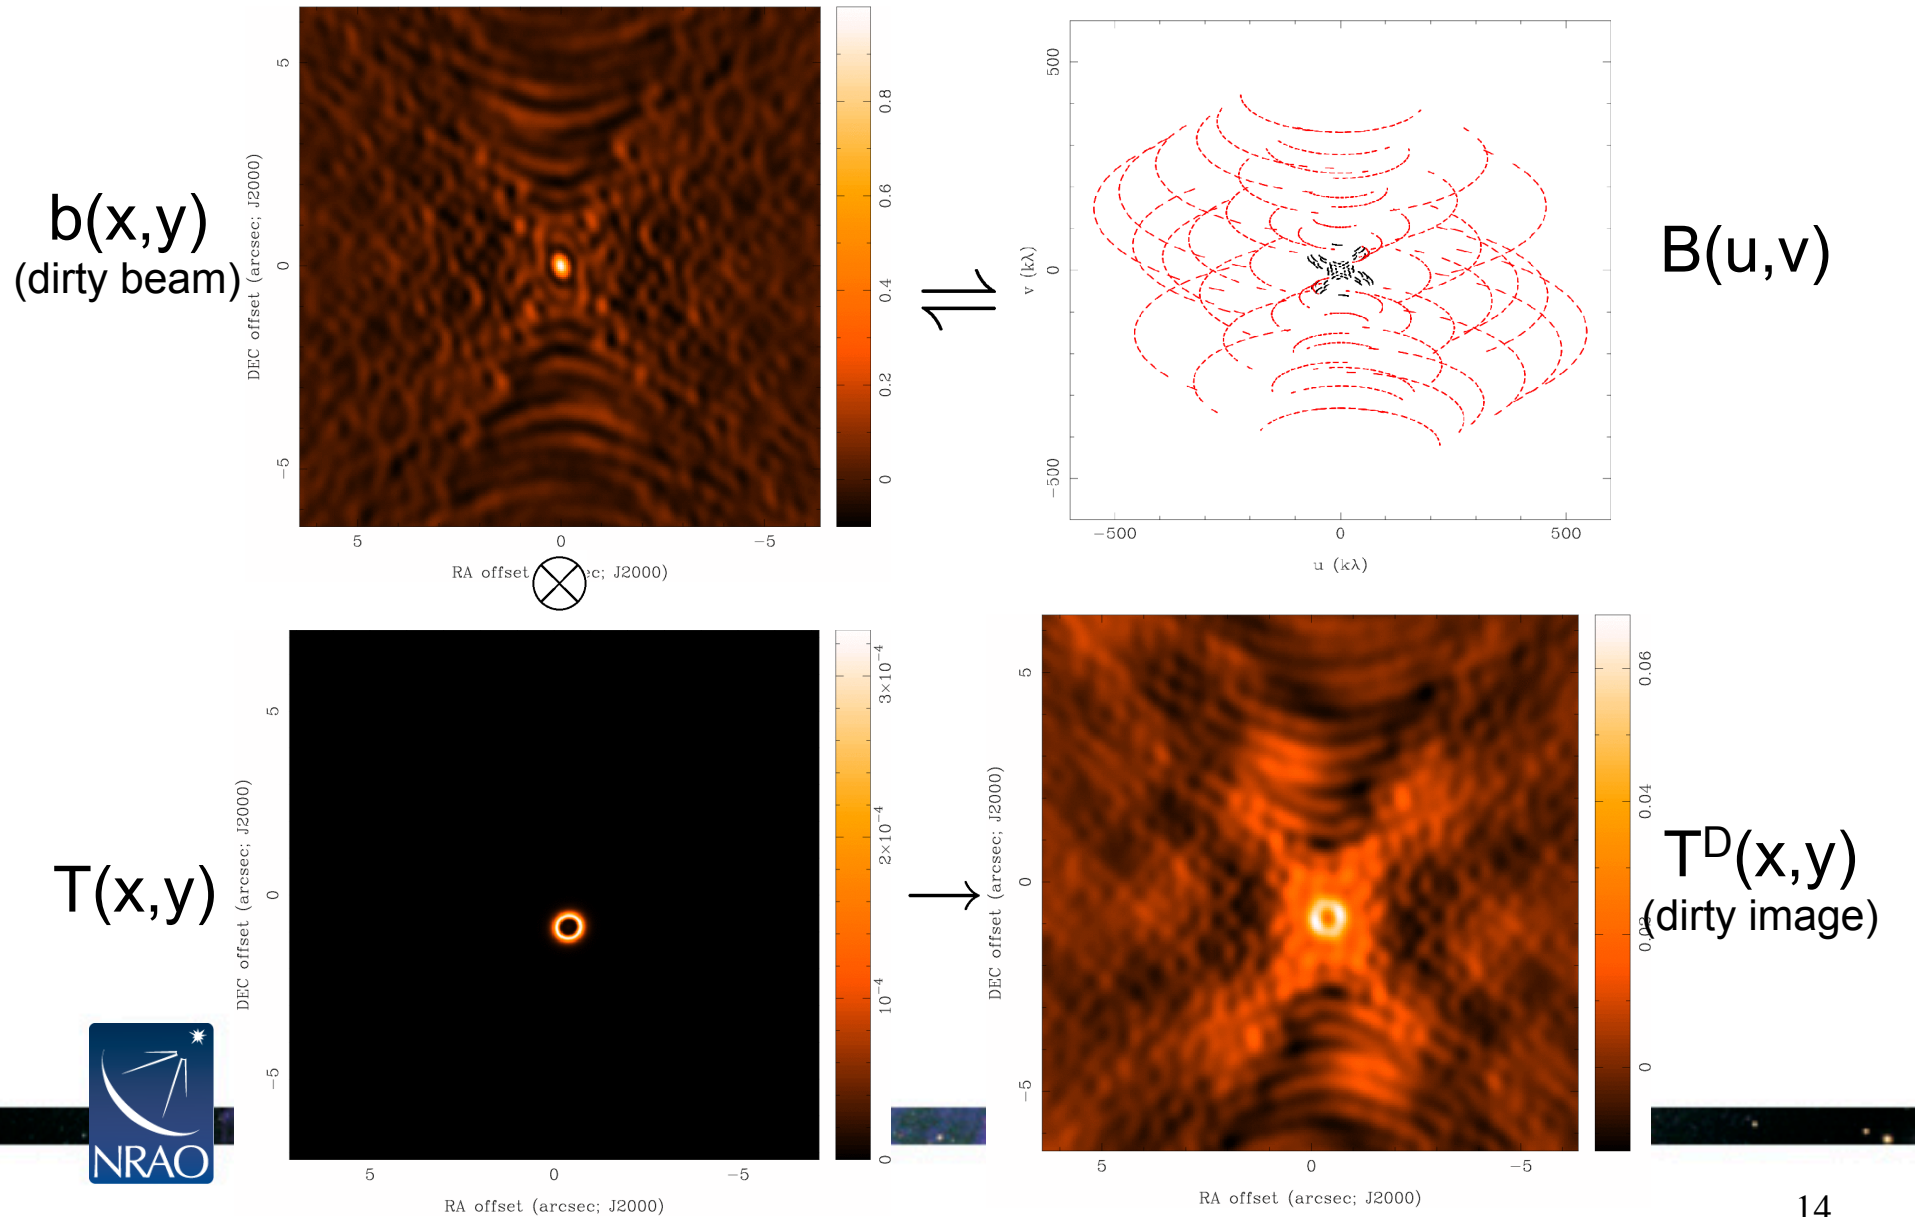 b(x,y)
(dirty beam)
DEC offset (arcsec; J2000)
5
0
−5
5
0
−5
RA offset ec; J2000)
0.8
0.6
0.4
0.2
0
B(u,v)
v (kλ)
500
0
−500
−500
0
500
u (kλ)
T(x,y)
DEC offset (arcsec; J2000)
5
0
−5
5
0
−5
RA offset (arcsec; J2000)
3×10⁻⁴
2×10⁻⁴
10⁻⁴
0
Tᴰ(x,y)
(dirty image)
DEC offset (arcsec; J2000)
5
0
−5
5
0
−5
RA offset (arcsec; J2000)
0.06
0.04
0
NRAO
14